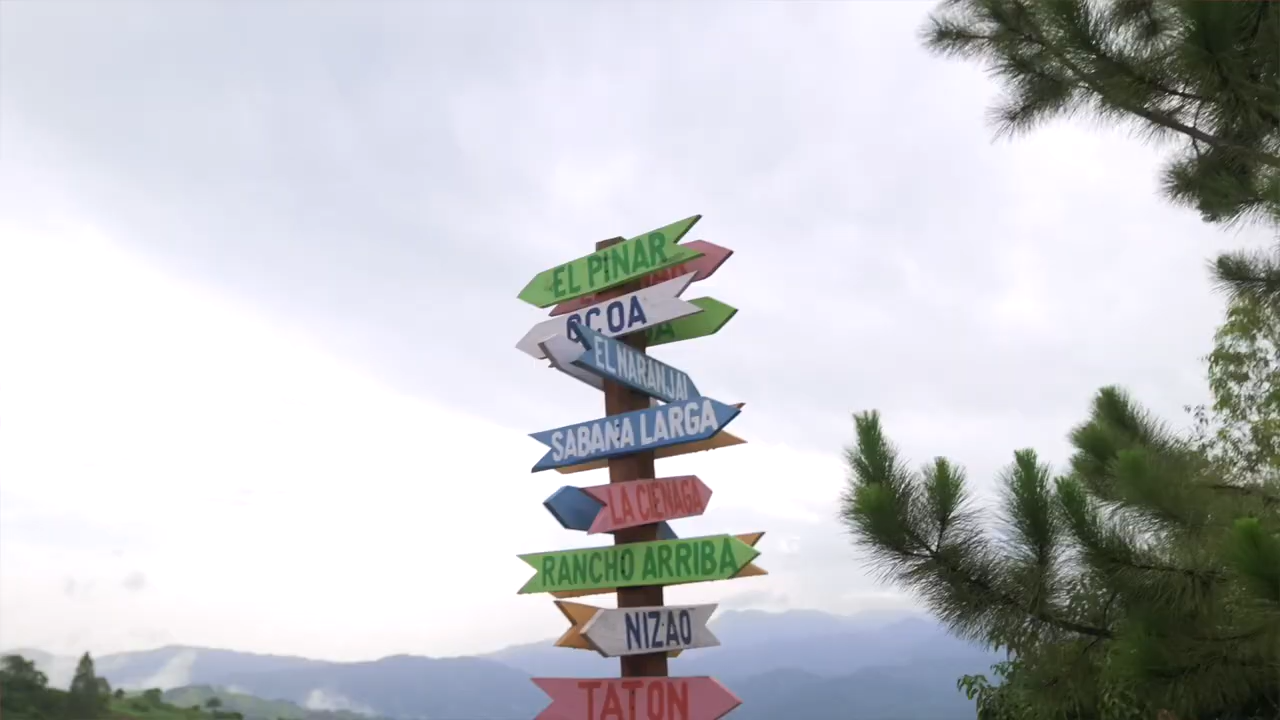 EL PINAR
OCOA
EL NARANJAL
SABANA LARGA
LA CIENAGA
RANCHO ARRIBA
NIZAO
TATON